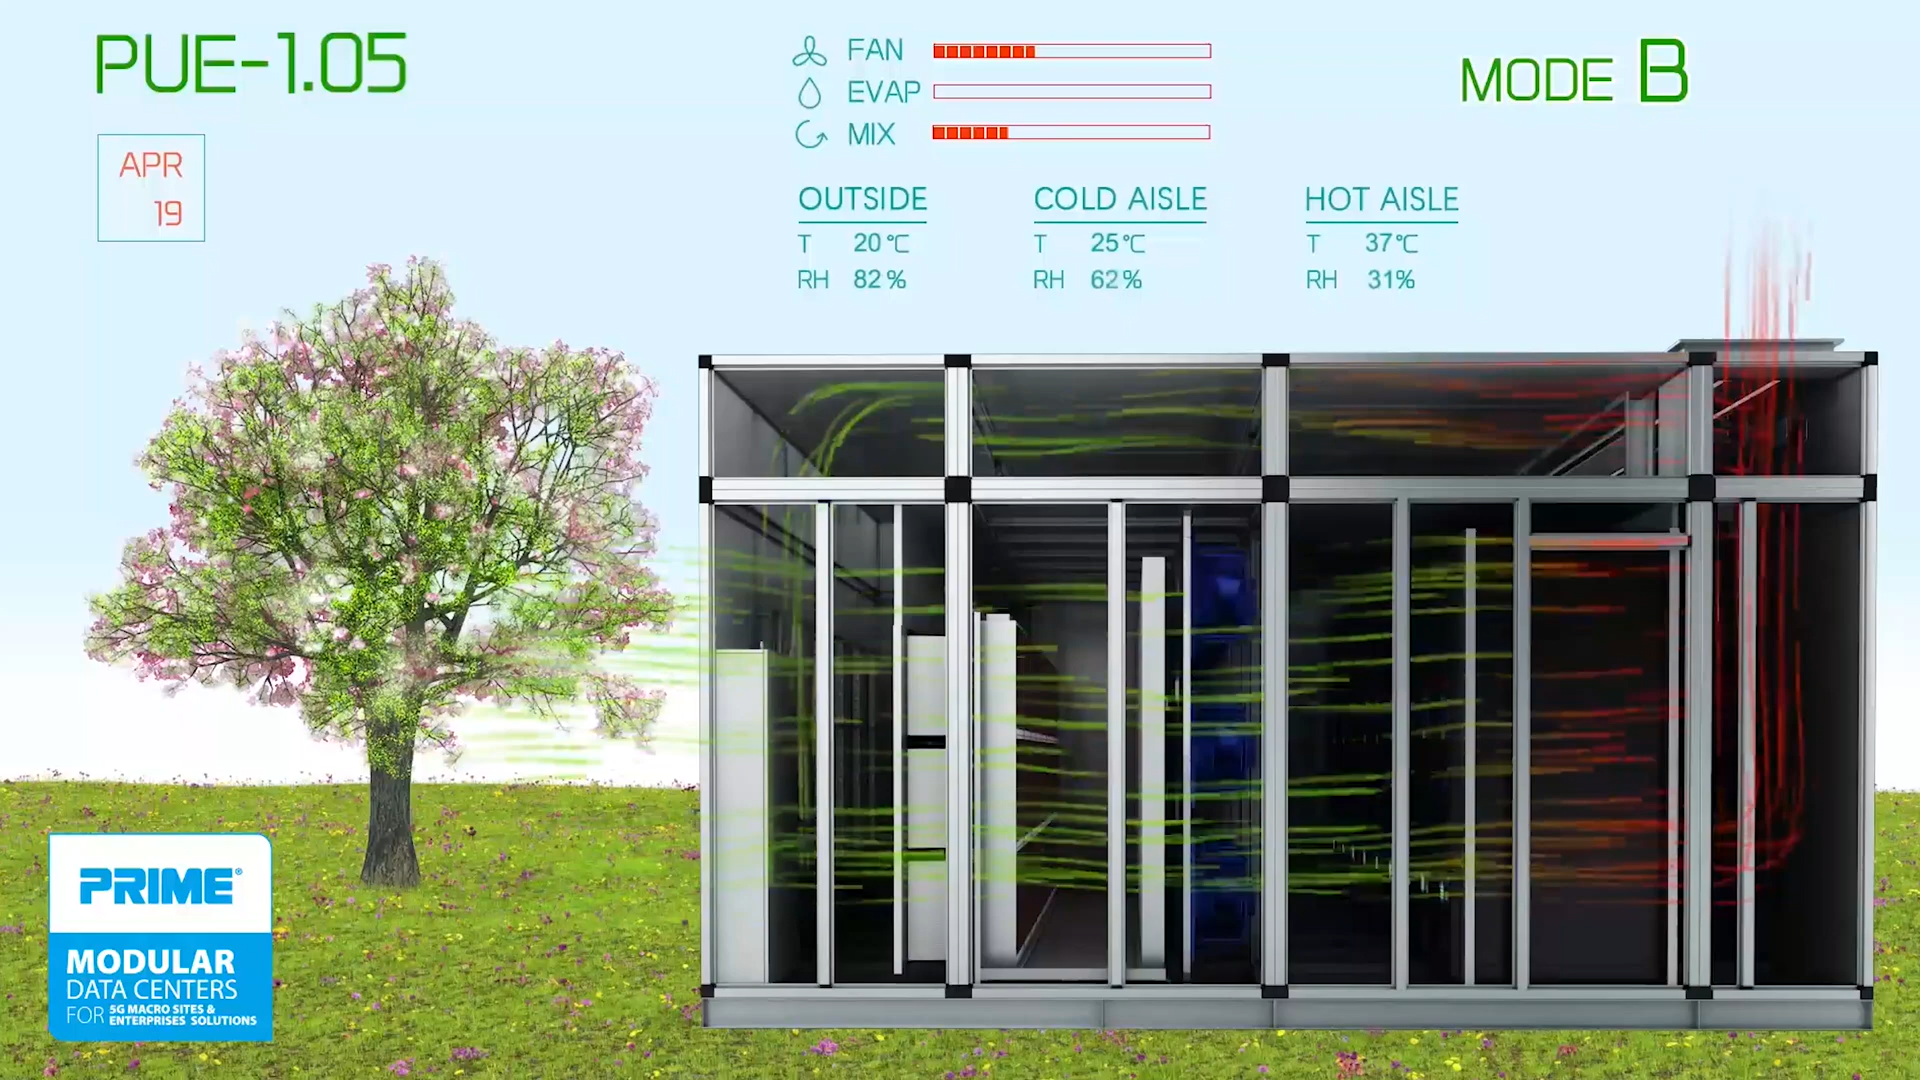 PUE-1.05
FAN
EVAP
MIX
MODE B
APR
19
OUTSIDE
T 20°C
RH 82%
COLD AISLE
T 25°C
RH 62%
HOT AISLE
T 37°C
RH 31%
PRIME®
MODULAR
DATA CENTERS
FOR 5G MACRO SITES &
ENTERPRISES SOLUTIONS